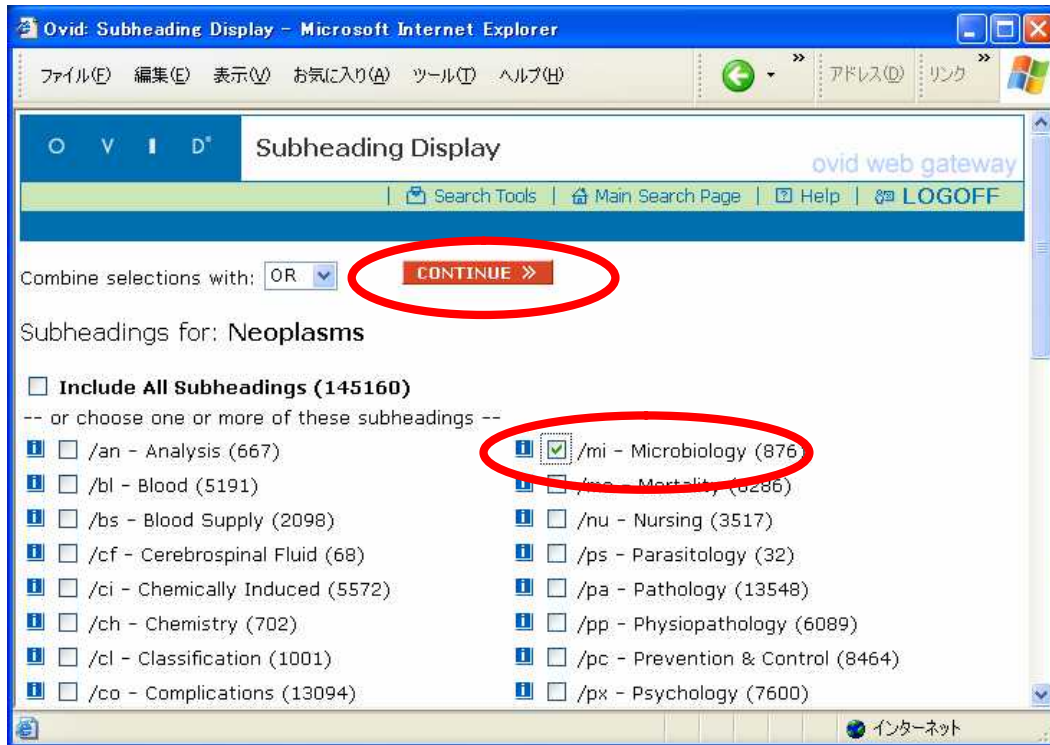 Ovid: Subheading Display - Microsoft Internet Explorer
ファイル(F) 編集(E) 表示(V) お気に入り(A) ツール(T) ヘルプ(H) » アドレス(D) リンク »
O V I D Subheading Display
ovid web gateway
| Search Tools | Main Search Page | Help | LOGOFF
Combine selections with: OR CONTINUE »
Subheadings for: Neoplasms
Include All Subheadings (145160)
-- or choose one or more of these subheadings --
/an - Analysis (667) /mi - Microbiology (876)
/bl - Blood (5191) /mo - Mortality (6286)
/bs - Blood Supply (2098) /nu - Nursing (3517)
/cf - Cerebrospinal Fluid (68) /ps - Parasitology (32)
/ci - Chemically Induced (5572) /pa - Pathology (13548)
/ch - Chemistry (702) /pp - Physiopathology (6089)
/cl - Classification (1001) /pc - Prevention & Control (8464)
/co - Complications (13094) /px - Psychology (7600)
インターネット